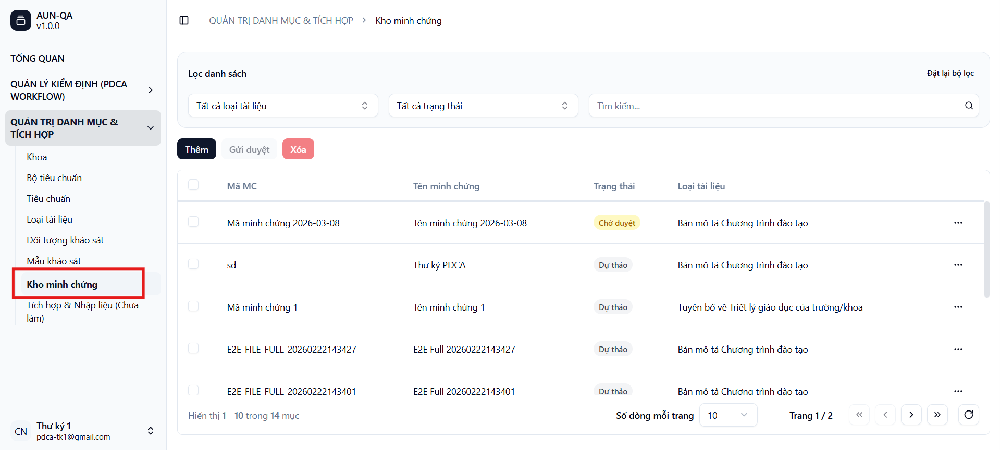 AUN-QA
v1.0.0
TỔNG QUAN
QUẢN LÝ KIỂM ĐỊNH (PDCA
WORKFLOW)
QUẢN TRỊ DANH MỤC &
TÍCH HỢP
Khoa
Bộ tiêu chuẩn
Tiêu chuẩn
Loại tài liệu
Đối tượng khảo sát
Mẫu khảo sát
Kho minh chứng
Tích hợp & Nhập liệu (Chưa
làm)
CN
Thư ký 1
pdca-tk1@gmail.com
QUẢN TRỊ DANH MỤC & TÍCH HỢP > Kho minh chứng
Lọc danh sách
Đặt lại bộ lọc
Tất cả loại tài liệu
Tất cả trạng thái
Tìm kiếm...
Thêm
Gửi duyệt
Xóa
Mã MC Tên minh chứng Trạng thái Loại tài liệu
Mã minh chứng 2026-03-08 Tên minh chứng 2026-03-08 Chờ duyệt Bản mô tả Chương trình đào tạo
sd Thư ký PDCA Dự thảo Bản mô tả Chương trình đào tạo
Mã minh chứng 1 Tên minh chứng 1 Dự thảo Tuyên bố về Triết lý giáo dục của trường/khoa
E2E_FILE_FULL_20260222143427 E2E Full 20260222143427 Dự thảo Bản mô tả Chương trình đào tạo
E2E_FILE_FULL_20260222143401 E2E Full 20260222143401 Dự thảo Bản mô tả Chương trình đào tạo
Hiển thị 1 - 10 trong 14 mục
Số dòng mỗi trang 10
Trang 1 / 2